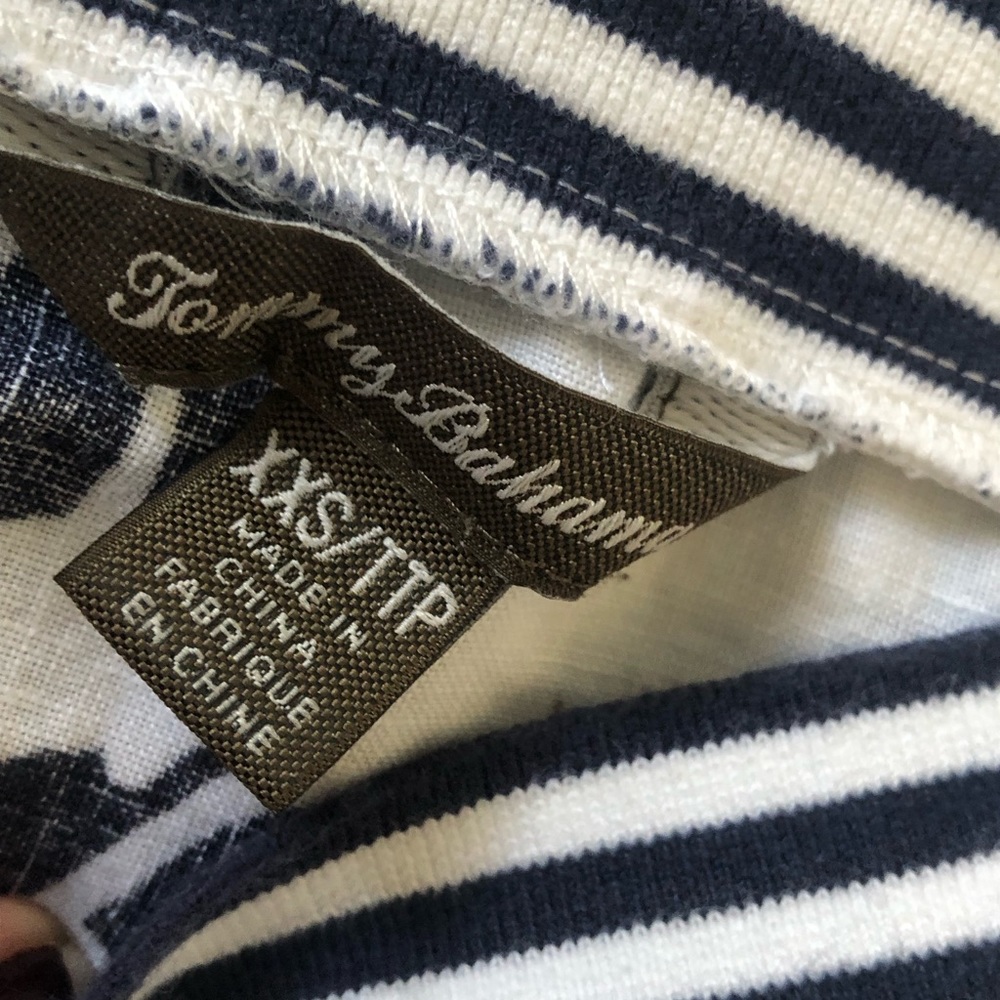 Tommy Bahama
XXS/TTP
MADE IN
CHINA
FABRIQUE
EN CHINE